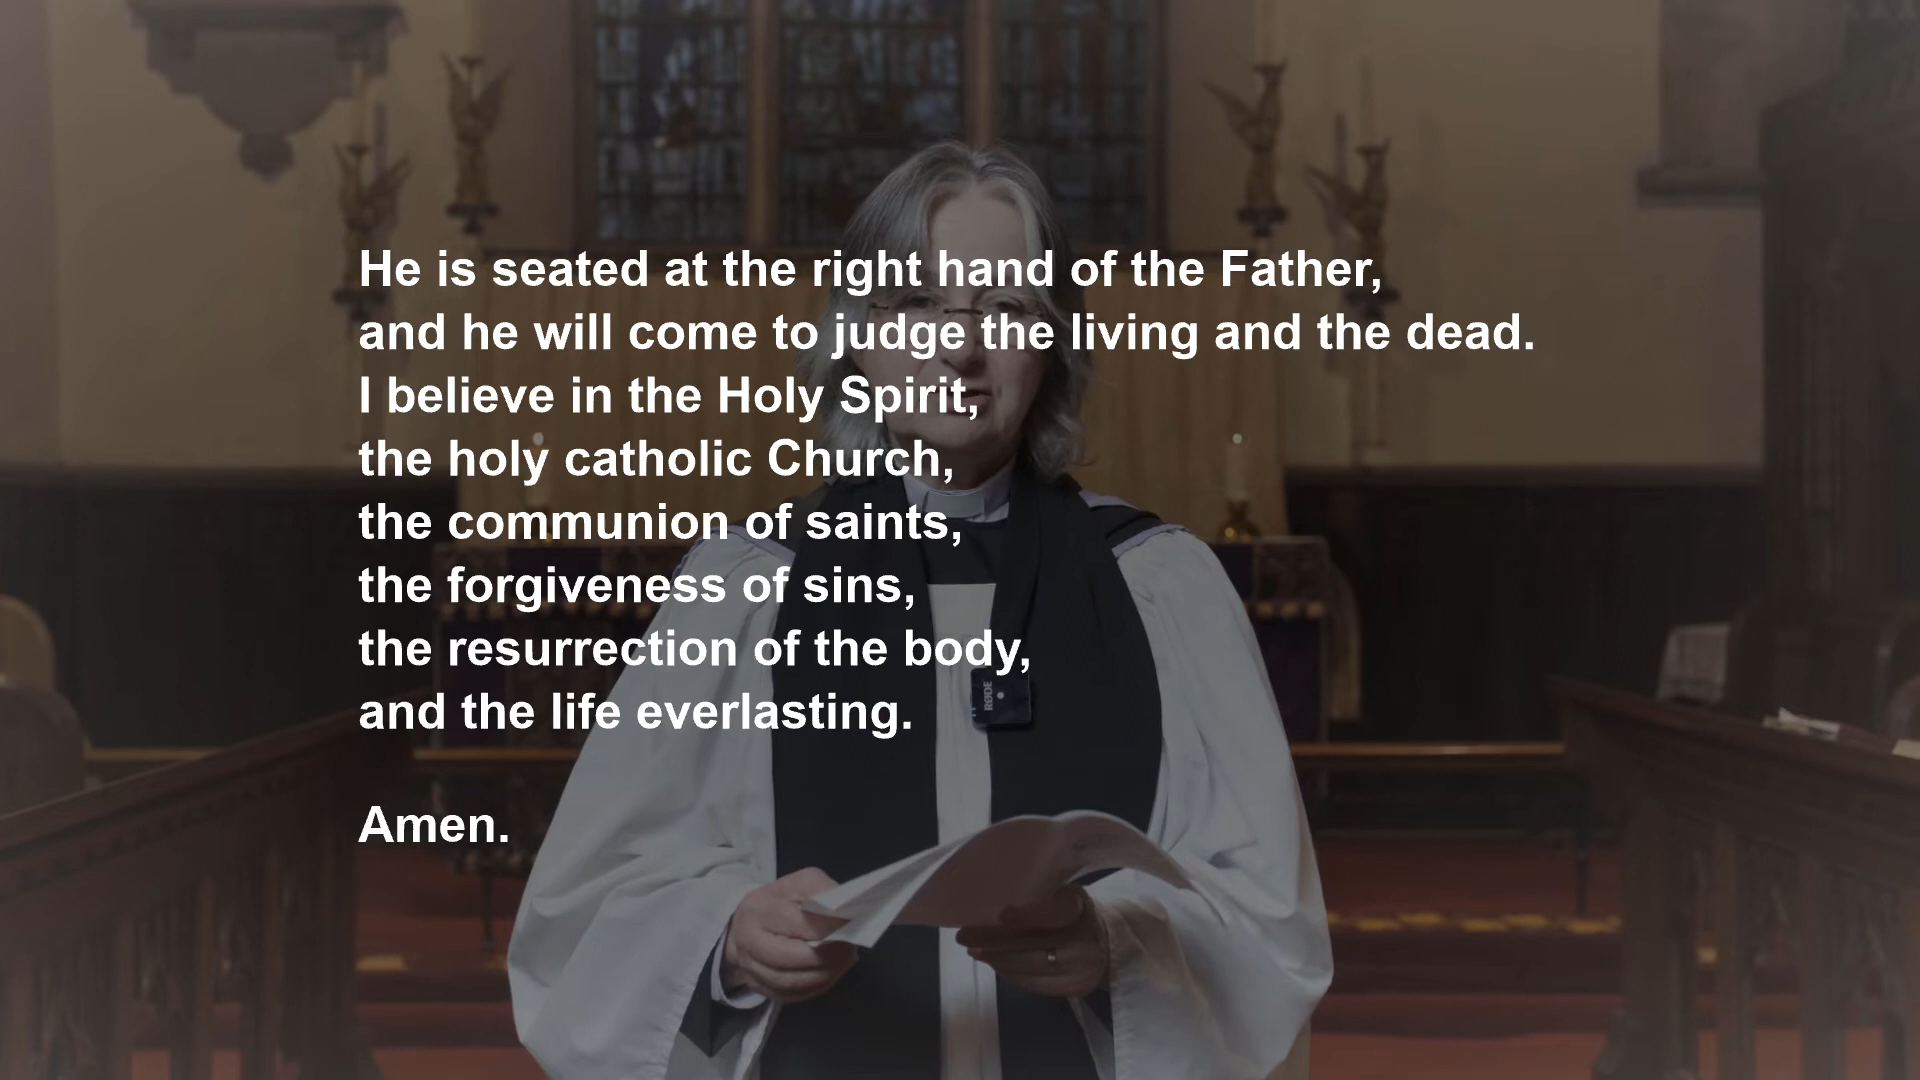 He is seated at the right hand of the Father,
and he will come to judge the living and the dead.
I believe in the Holy Spirit,
the holy catholic Church,
the communion of saints,
the forgiveness of sins,
the resurrection of the body,
and the life everlasting.
Amen.
RØDE